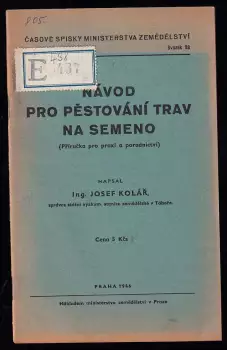 ČASOVÉ SPISKY MINISTERSTVA ZEMĚDĚLSTVÍ
E
NÁVOD
PRO PĚSTOVÁNÍ TRAV
NA SEMENO
(Příručka pro praxi a poradnictví)
NAPSAL
Ing. JOSEF KOLÁŘ,
Cena 3 Kčs
PRAHA 1946
Nákladem ministerstva zemědělství v Praze